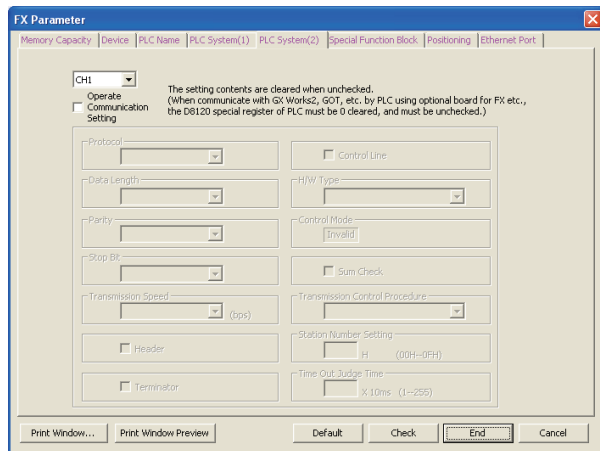 FX Parameter
Memory Capacity Device PLC Name PLC System(1) PLC System(2) Special Function Block Positioning Ethernet Port
CH1
Operate
Communication
Setting
The setting contents are cleared when unchecked.
(When communicate with GX Works2, GOT, etc. by PLC using optional board for FX etc.,
the D8120 special register of PLC must be 0 cleared, and must be unchecked.)
Protocol
Control Line
Data Length
H/W Type
Parity
Control Mode
Invalid
Stop Bit
Sum Check
Transmission Speed
(bps)
Transmission Control Procedure
Header
Station Number Setting
H (00H--0FH)
Terminator
Time Out Judge Time
X 10ms (1--255)
Print Window... Print Window Preview Default Check End Cancel